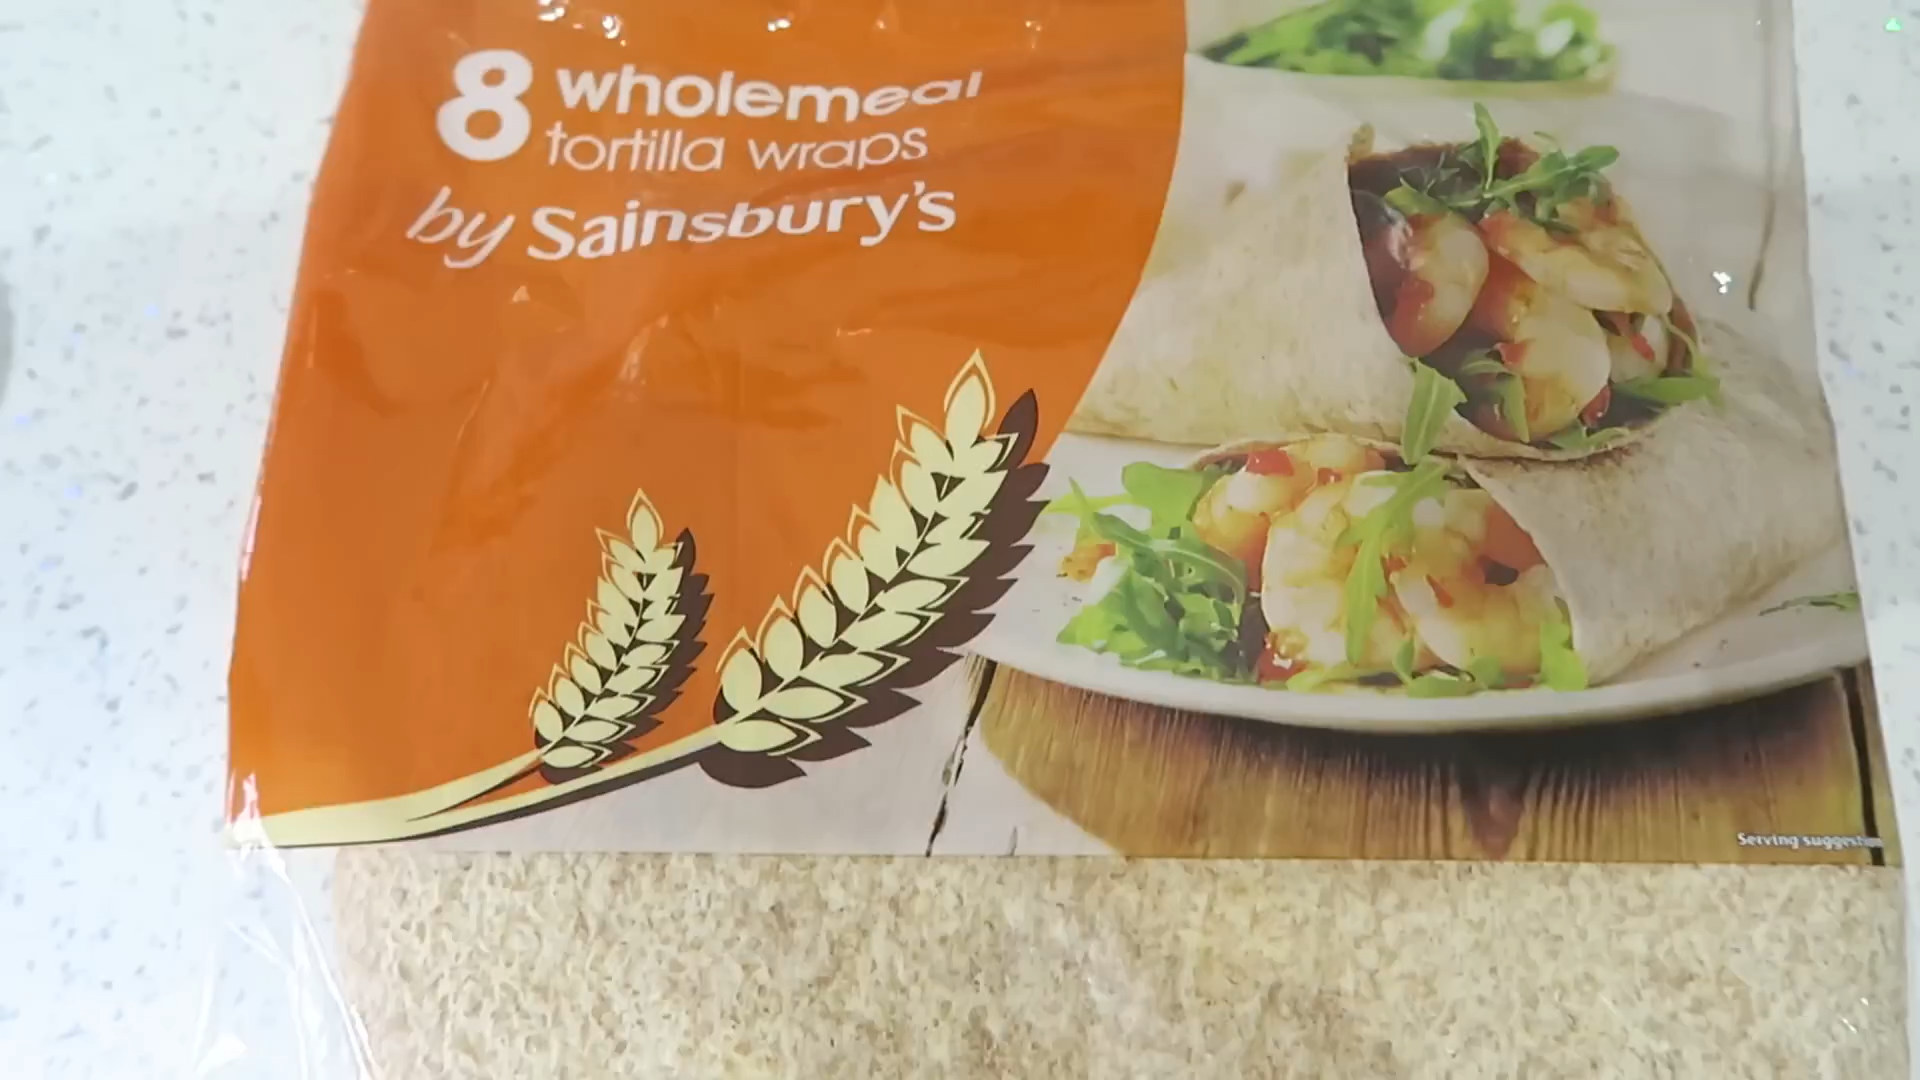 8 wholemeal
tortilla wraps
by Sainsbury's
Serving suggestion